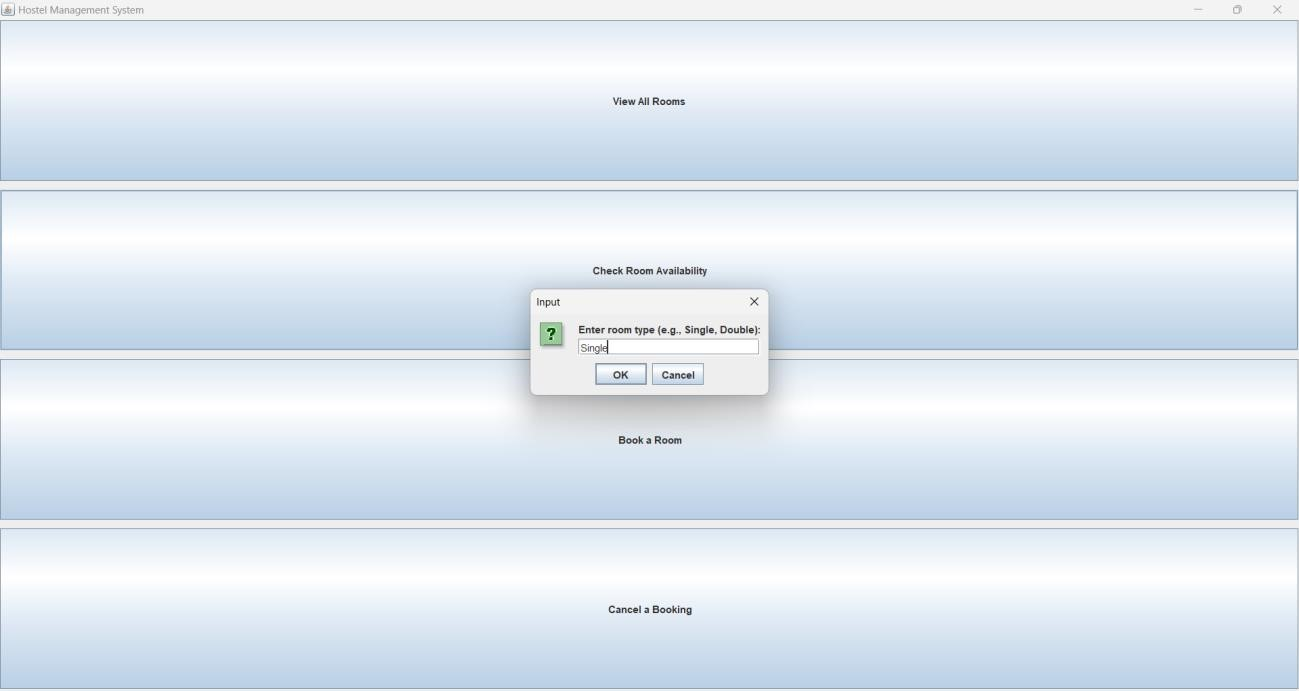 Hostel Management System
View All Rooms
Check Room Availability
Input
?
Enter room type (e.g., Single, Double):
Single
OK
Cancel
Book a Room
Cancel a Booking